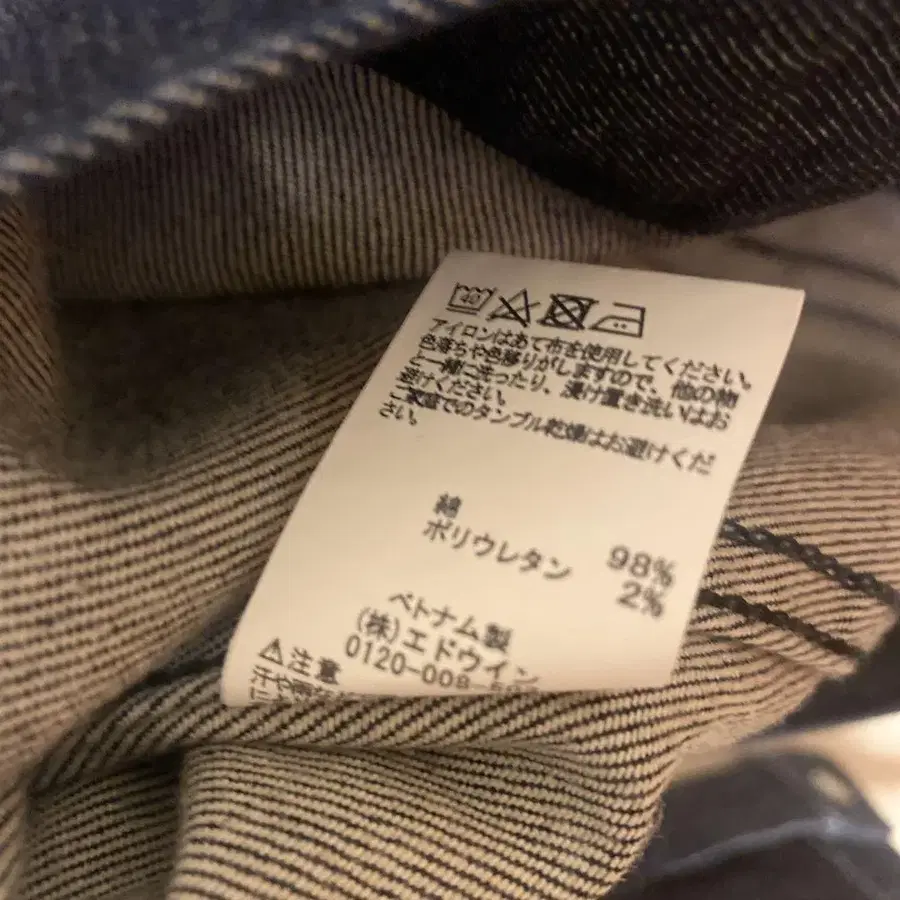 40
アイロンはあて布を使用してください。
色落ちや色移りがしますので、他の物
と一緒に洗ったり、浸け置き洗いはお
避けください。
ご家庭でのタンブル乾燥はお避けくだ
さい。
綿 98%
ポリウレタン 2%
ベトナム製
(株)エドウイン
0120-008-503
⚠注意